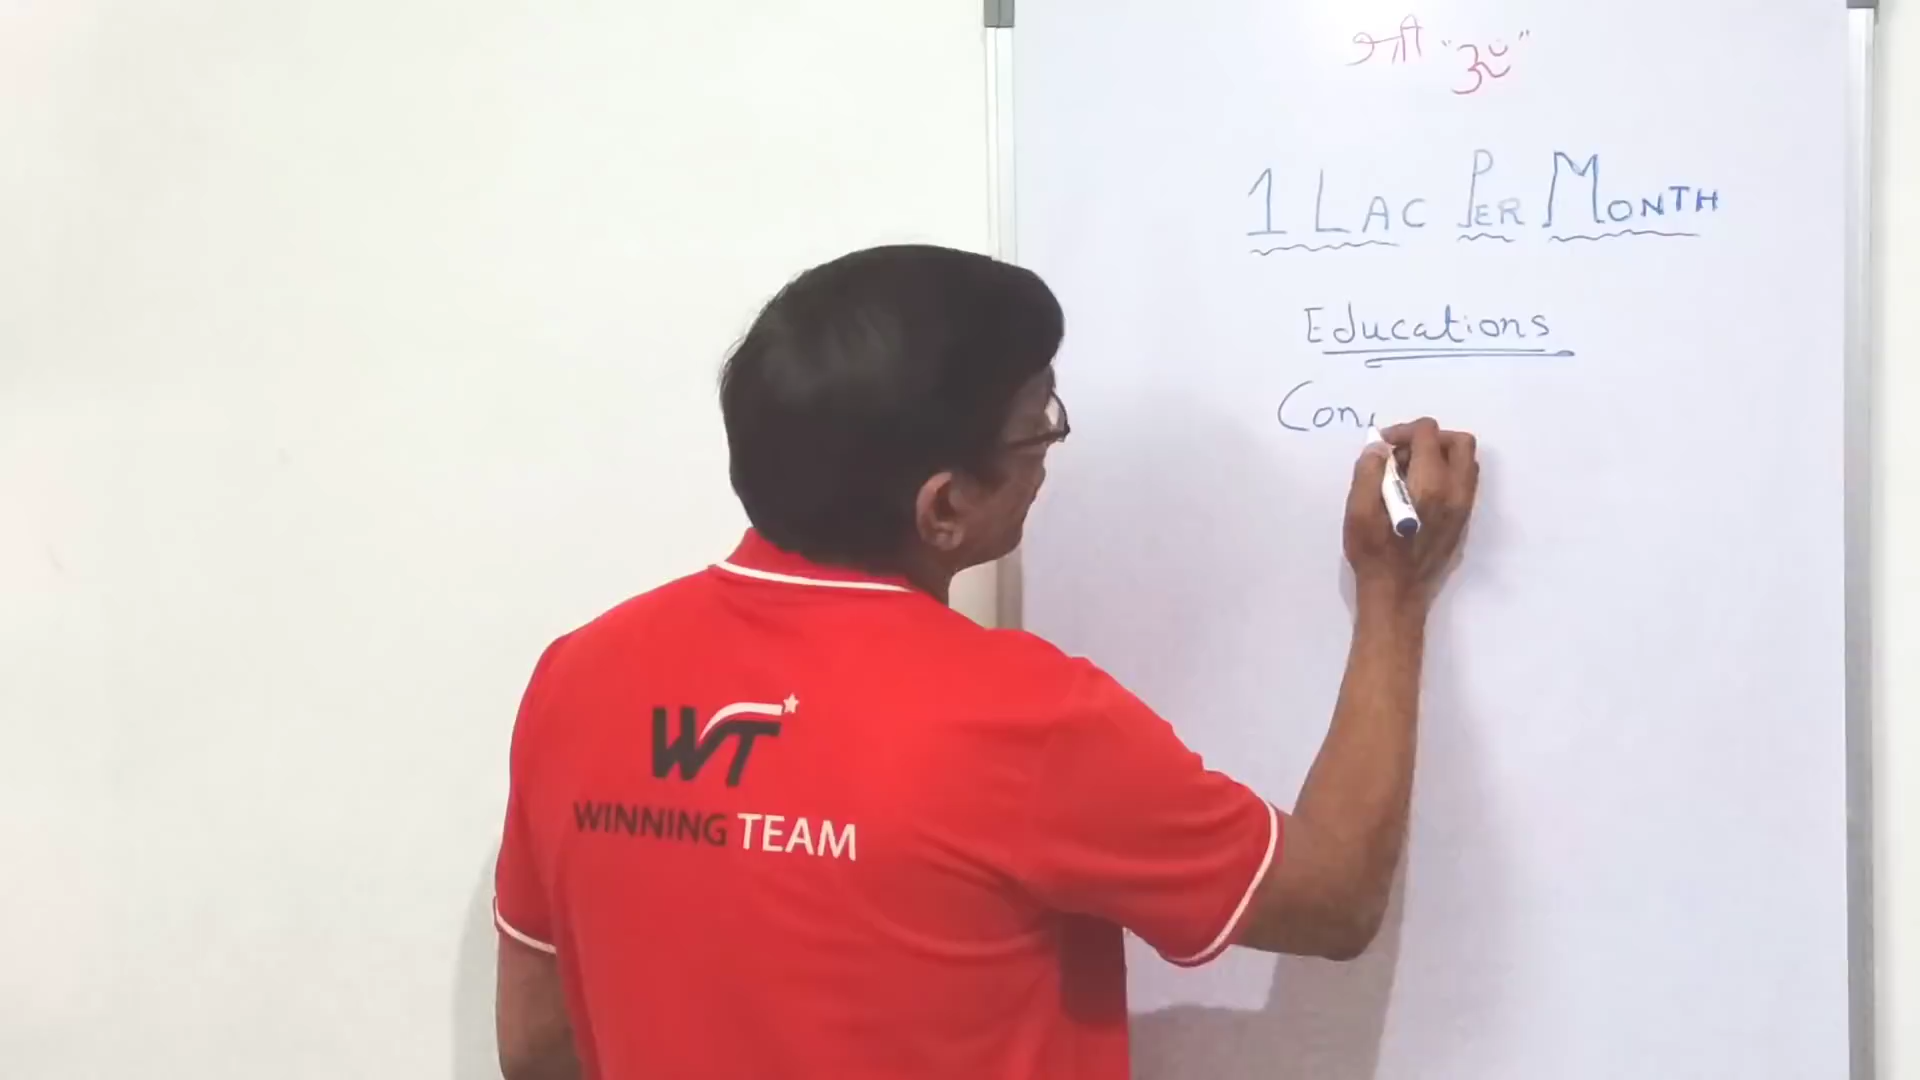 श्री "ॐ"
1 LAC PER MONTH
Educations
Con
WT
WINNING TEAM